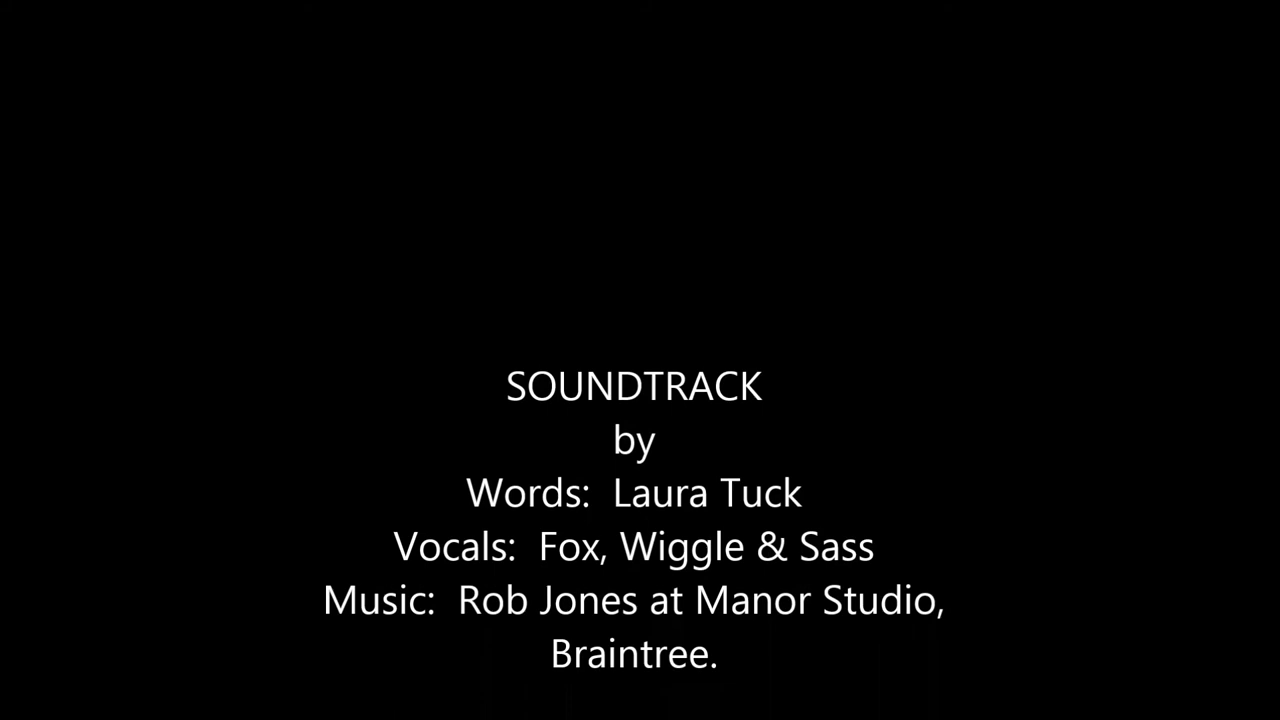 SOUNDTRACK
by
Words:  Laura Tuck
Vocals:  Fox, Wiggle & Sass
Music:  Rob Jones at Manor Studio,
Braintree.